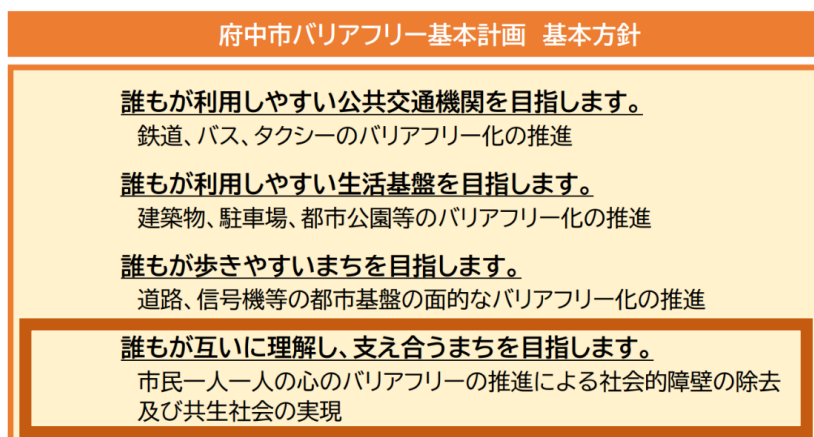 府中市バリアフリー基本計画　基本方針
誰もが利用しやすい公共交通機関を目指します。
鉄道、バス、タクシーのバリアフリー化の推進
誰もが利用しやすい生活基盤を目指します。
建築物、駐車場、都市公園等のバリアフリー化の推進
誰もが歩きやすいまちを目指します。
道路、信号機等の都市基盤の面的なバリアフリー化の推進
誰もが互いに理解し、支え合うまちを目指します。
市民一人一人の心のバリアフリーの推進による社会的障壁の除去
及び共生社会の実現